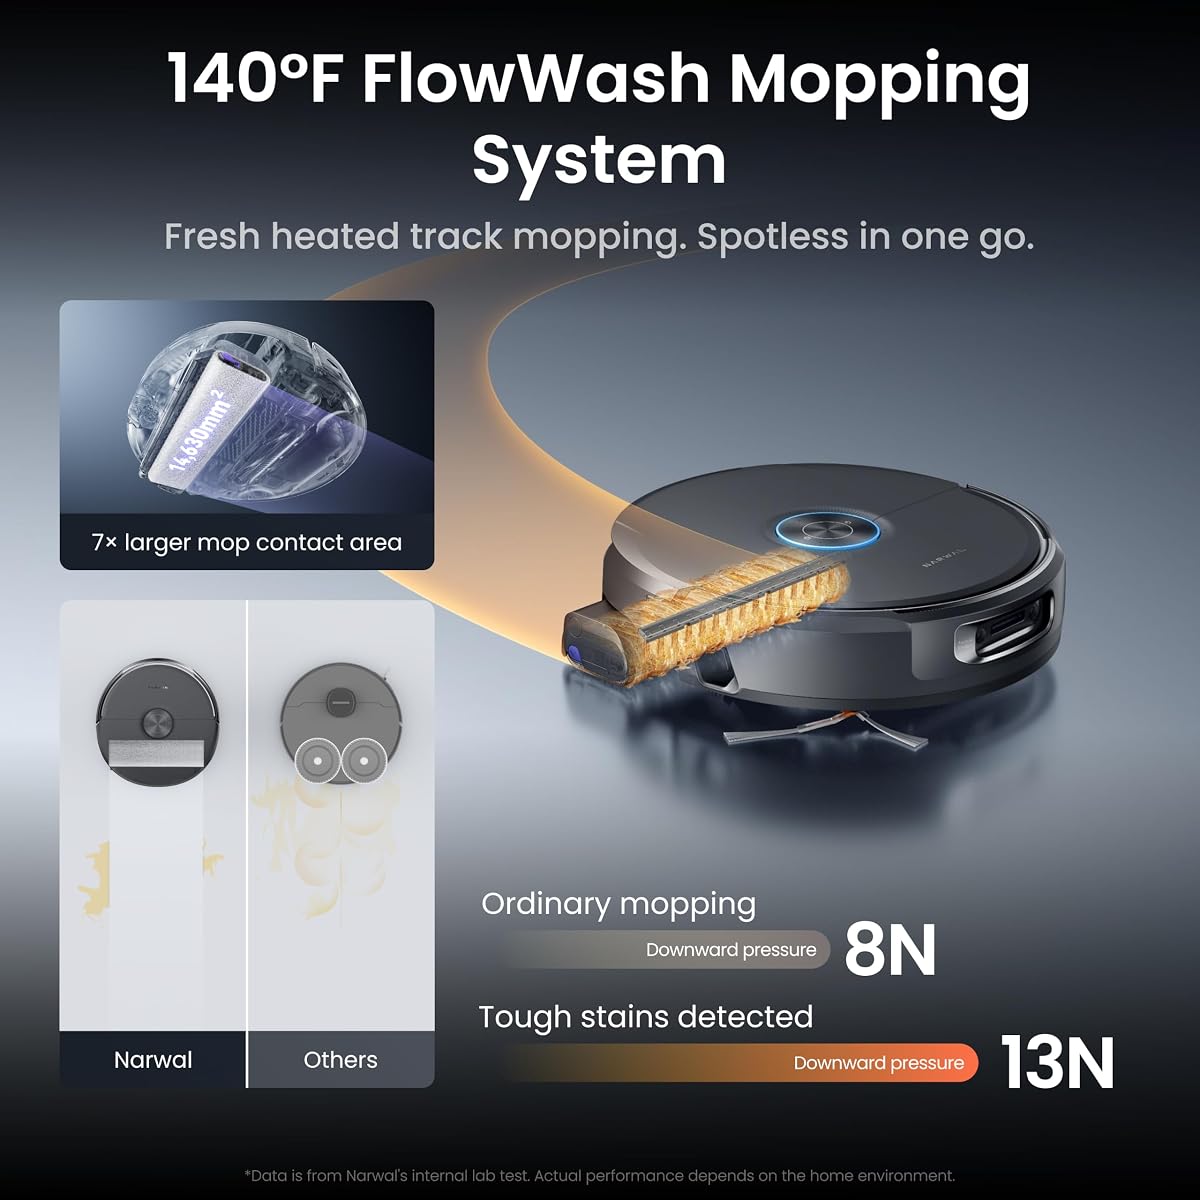 140°F FlowWash Mopping
System
Fresh heated track mopping. Spotless in one go.
14,630mm²
7× larger mop contact area
NARWAL
Ordinary mopping
Downward pressure
8N
Tough stains detected
Downward pressure
13N
Narwal
Others
*Data is from Narwal's internal lab test. Actual performance depends on the home environment.